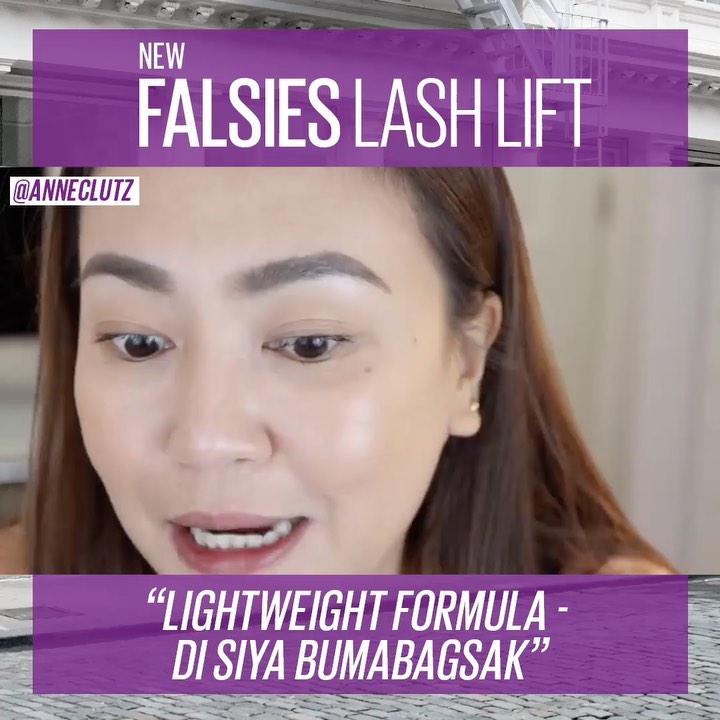 NEW
FALSIES LASH LIFT
@ANNECLUTZ
“LIGHTWEIGHT FORMULA -
DI SIYA BUMABAGSAK”